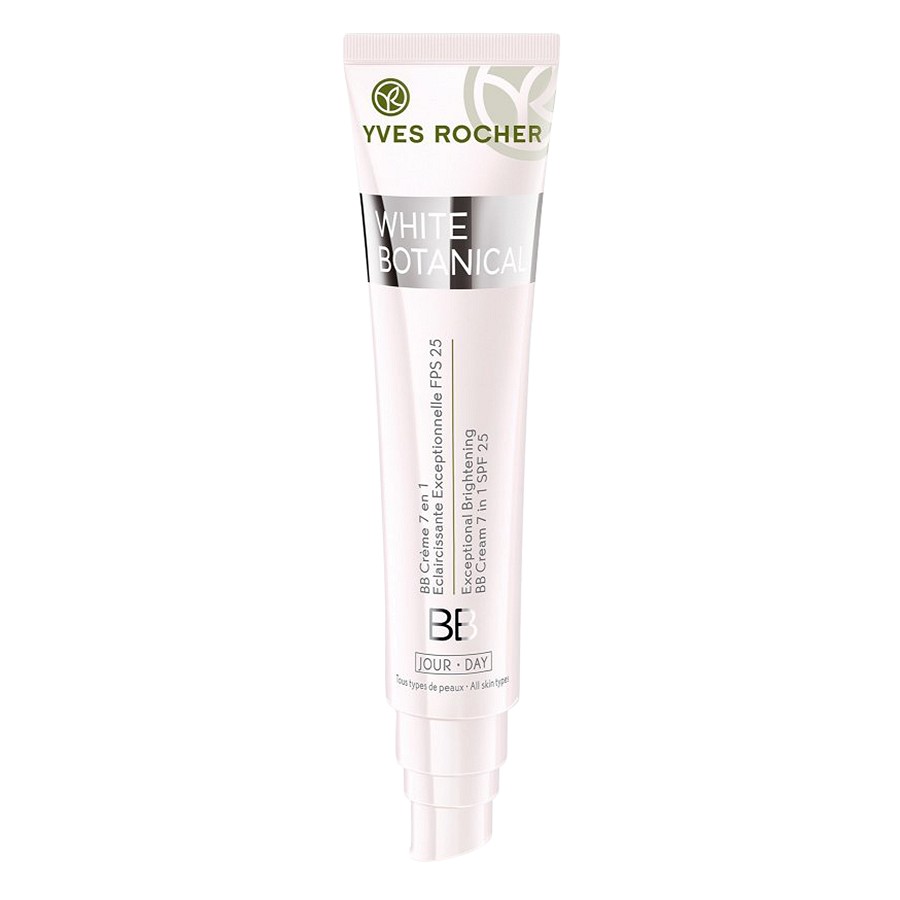 YVES ROCHER
WHITE
BOTANICAL
BB Crème 7 en 1
Eclaircissante Exceptionnelle FPS 25
Exceptional Brightening
BB Cream 7 in 1 SPF 25
BB
JOUR • DAY
Tous types de peaux • All skin types